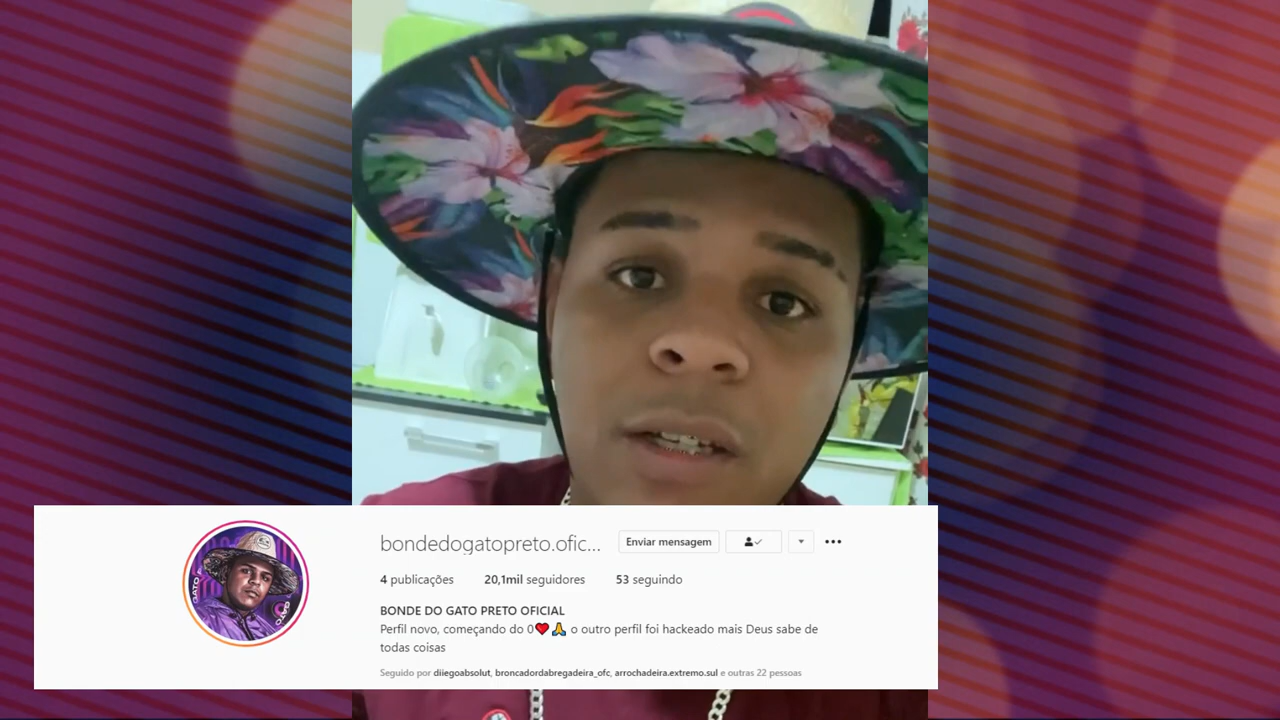 bondedogatopreto.ofic... Enviar mensagem
4 publicações 20,1mil seguidores 53 seguindo
BONDE DO GATO PRETO OFICIAL
Perfil novo, começando do 0❤️🙏 o outro perfil foi hackeado mais Deus sabe de
todas coisas
Seguido por diiegoabsolut, broncadordabregadeira_ofc, arrochadeira.extremo.sul e outras 22 pessoas